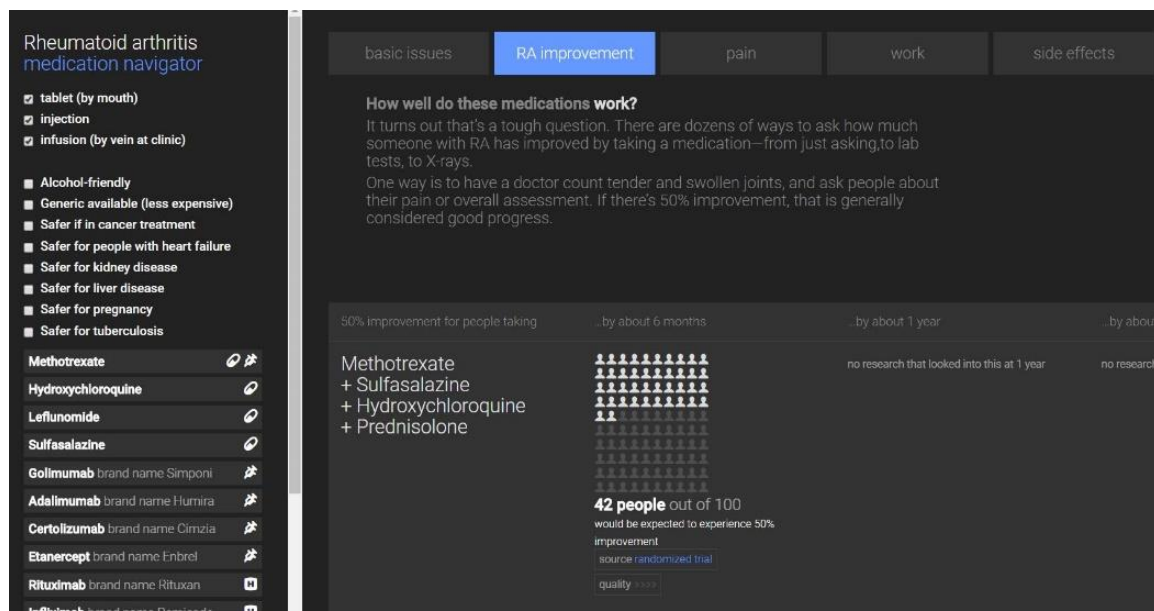 Rheumatoid arthritis
medication navigator
tablet (by mouth)
injection
infusion (by vein at clinic)
Alcohol-friendly
Generic available (less expensive)
Safer if in cancer treatment
Safer for people with heart failure
Safer for kidney disease
Safer for liver disease
Safer for pregnancy
Safer for tuberculosis
Methotrexate
Hydroxychloroquine
Leflunomide
Sulfasalazine
Golimumab brand name Simponi
Adalimumab brand name Humira
Certolizumab brand name Cimzia
Etanercept brand name Enbrel
Rituximab brand name Rituxan
H
basic issues
RA improvement
pain
work
side effects
How well do these medications work?
It turns out that's a tough question. There are dozens of ways to ask how much
someone with RA has improved by taking a medication—from just asking,to lab
tests, to X-rays.
One way is to have a doctor count tender and swollen joints, and ask people about
their pain or overall assessment. If there's 50% improvement, that is generally
considered good progress.
50% improvement for people taking
...by about 6 months
...by about 1 year
...by abou
Methotrexate
+ Sulfasalazine
+ Hydroxychloroquine
+ Prednisolone
42 people out of 100
would be expected to experience 50%
improvement
source randomized trial
quality >>>>
no research that looked into this at 1 year
no research